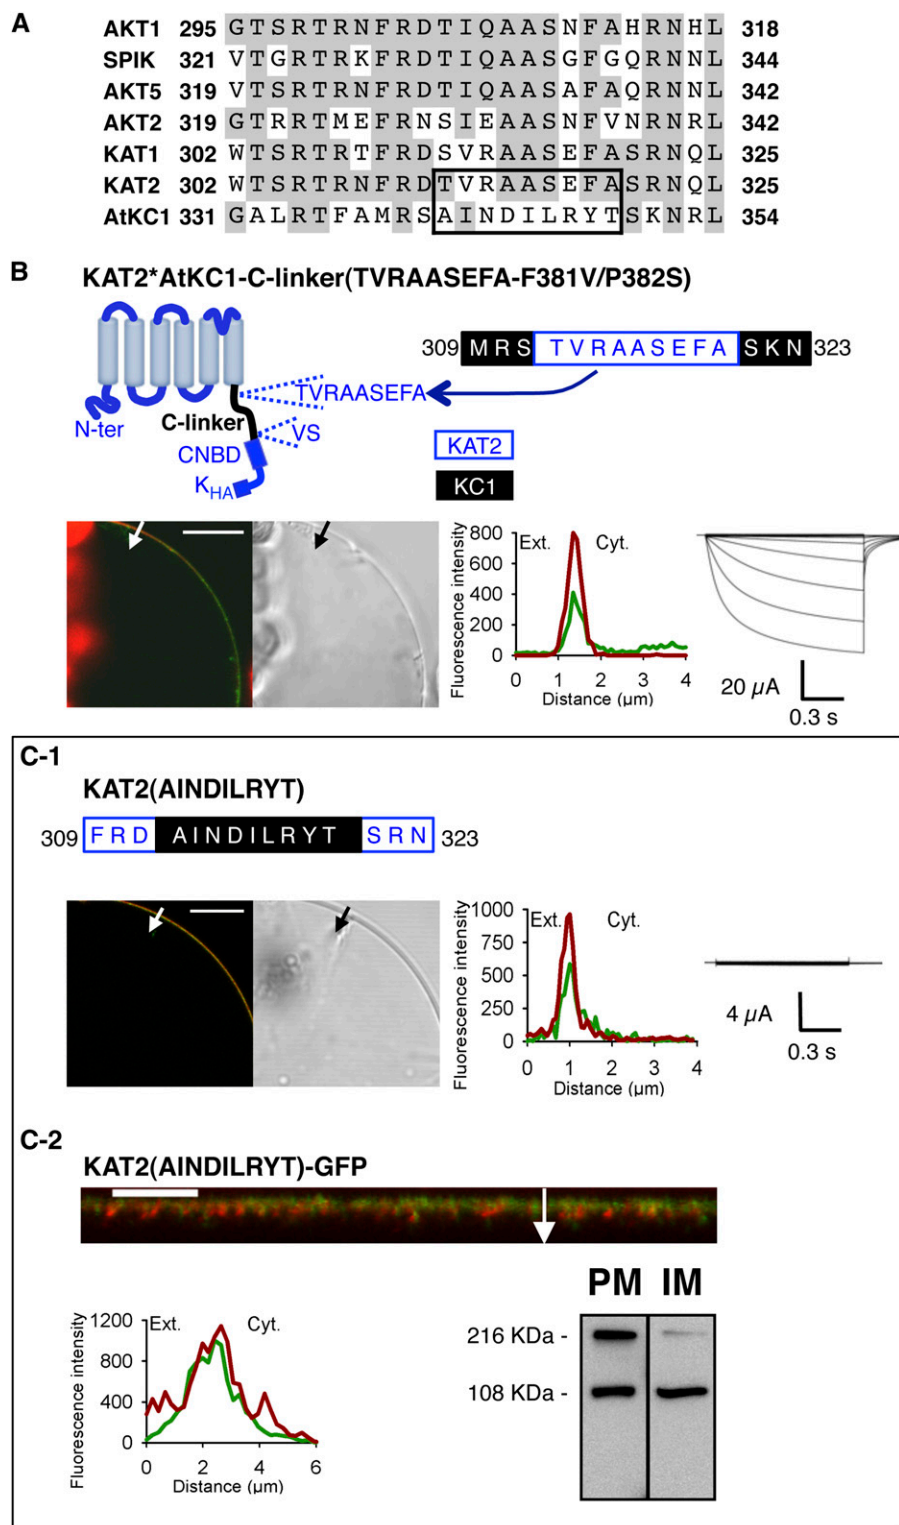 A
AKT1 295 GTSRTRNFRDTIQAASNFAHRNHL 318
SPIK 321 VTGRTRKFRDTIQAASGFGQRNNL 344
AKT5 319 VTSRTRNFRDTIQAASAFAQRNNL 342
AKT2 319 GTRRTMEFRNSIEAASNFVNRNRL 342
KAT1 302 WTSRTRTFRDSVRAASEFASRNQL 325
KAT2 302 WTSRTRNFRDTVRAASEFASRNQL 325
AtKC1 331 GALRTFAMRSAINDILRYTSKNRL 354
B
KAT2*AtKC1-C-linker(TVRAASEFA-F381V/P382S)
309 MRS TVRAASEFA SKN 323
TVRAASEFA
N-ter
C-linker
VS
CNBD
KHA
KAT2
KC1
Fluorescence intensity
800
600
400
200
0
Ext. Cyt.
0 1 2 3 4
Distance (µm)
20 µA
0.3 s
C-1
KAT2(AINDILRYT)
309 FRD AINDILRYT SRN 323
Fluorescence intensity
1000
750
500
250
0
Ext. Cyt.
0 1 2 3 4
Distance (µm)
4 µA
0.3 s
C-2
KAT2(AINDILRYT)-GFP
Fluorescence intensity
1200
800
400
0
Ext. Cyt.
0 2 4 6
Distance (µm)
PM IM
216 KDa -
108 KDa -